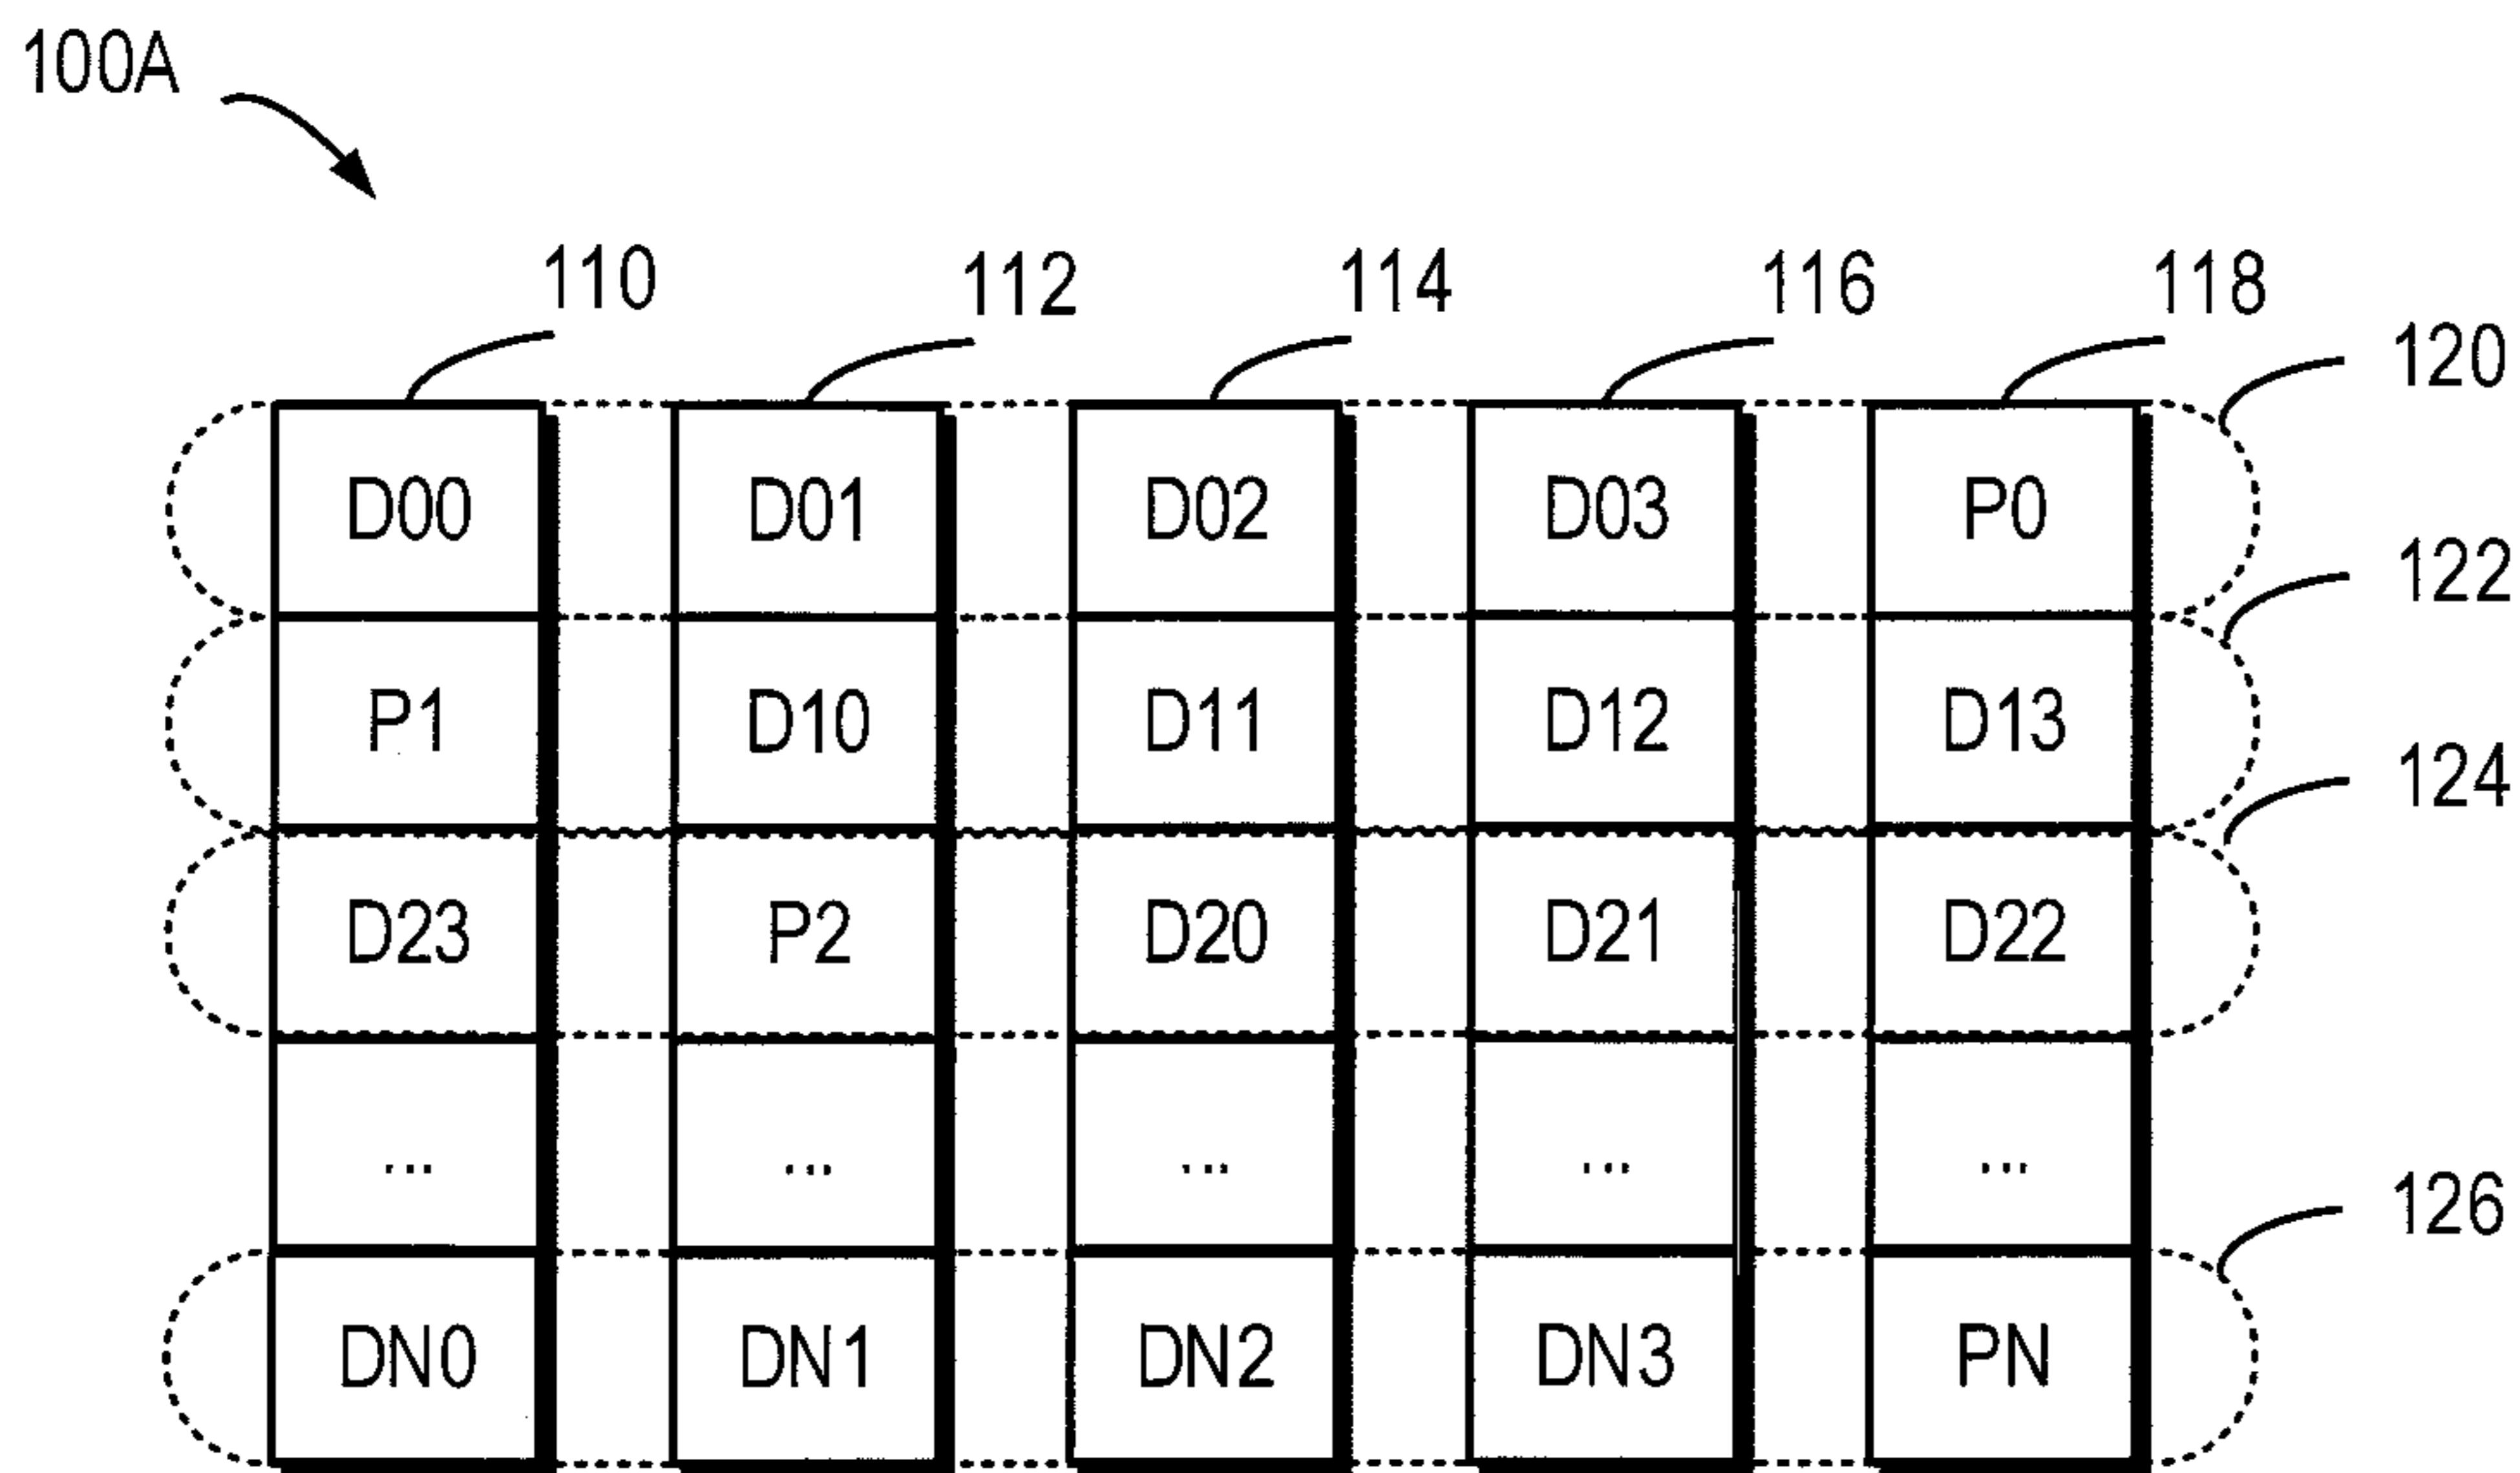 100A
110 112 114 116 118
120
D00 D01 D02 D03 P0
122
P1 D10 D11 D12 D13
124
D23 P2 D20 D21 D22
... ... ... ... ...
126
DN0 DN1 DN2 DN3 PN